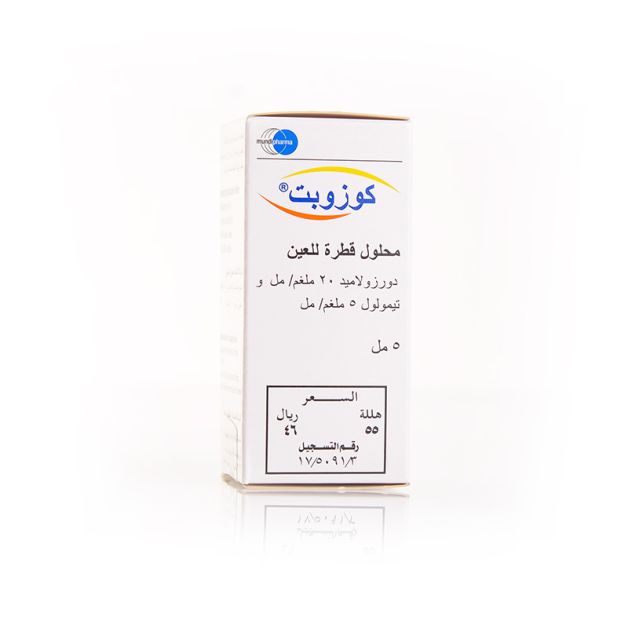 mundipharma
كوزوبت®
محلول قطرة للعين
دورزولاميد ٢٠ ملغم/ مل و
تيمولول ٥ ملغم/ مل
٥ مل
السعر
هللة ريال
٥٥ ٤٦
رقم التسجيل
١٧/٥٠٩١/٣